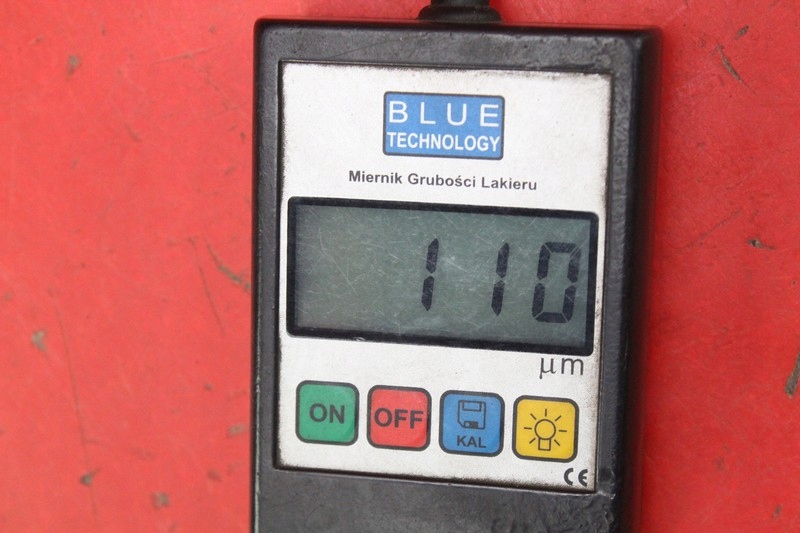 BLUE
TECHNOLOGY
Miernik Grubości Lakieru
110
µm
ON
OFF
KAL
CE